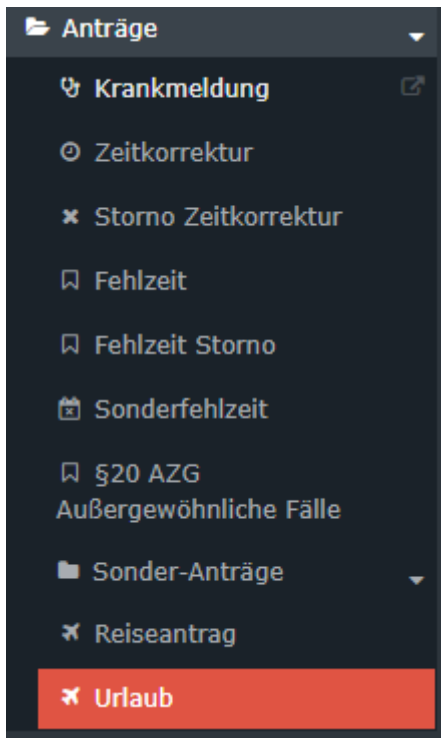 Anträge
Krankmeldung
Zeitkorrektur
Storno Zeitkorrektur
Fehlzeit
Fehlzeit Storno
Sonderfehlzeit
§20 AZG
Außergewöhnliche Fälle
Sonder-Anträge
Reiseantrag
Urlaub